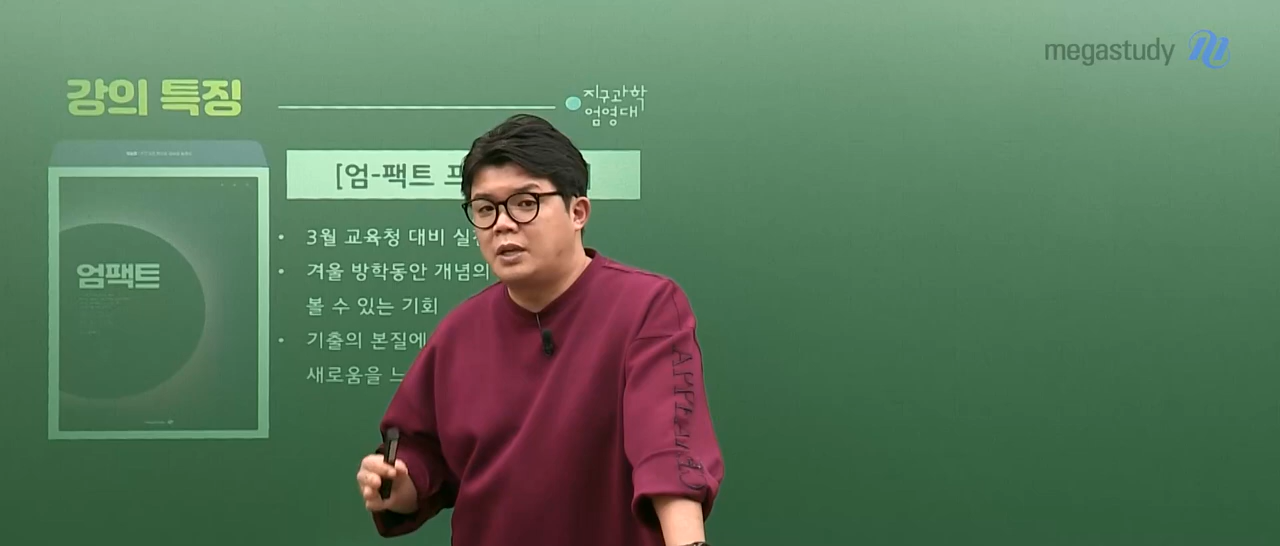 megastudy
강의 특징
지구과학
엄영대
[엄-팩트 프
]
• 3월 교육청 대비
• 겨울 방학동안 개념의
볼 수 있는 기회
• 기출의 본질에
새로움을
엄팩트